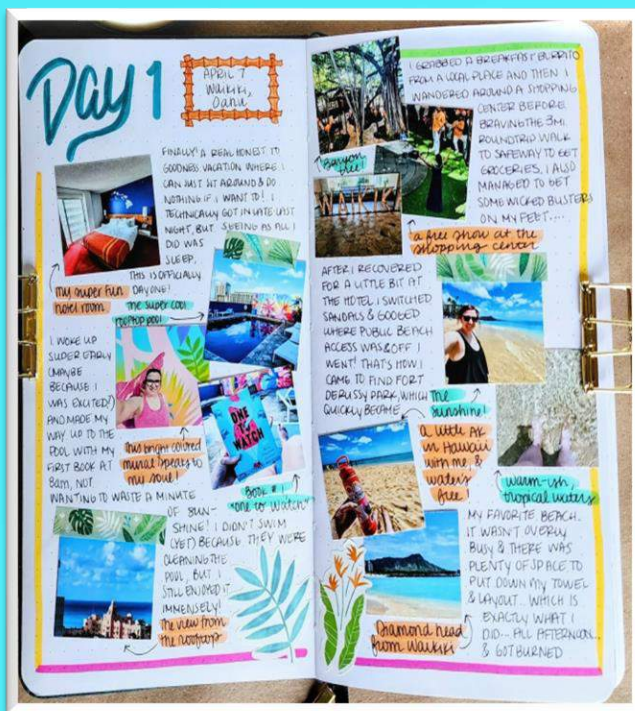 Day 1
APRIL 7
WAIKIKI,
OAHU
FINALLY! A REAL HONEST TO
GOODNESS VACATION WHERE I
CAN JUST SIT AROUND & DO
NOTHING IF I WANT TO! I
TECHNICALLY GOT IN LATE LAST
NIGHT, BUT SEEING AS ALL I
DID WAS
SLEEP,
THIS IS OFFICIALLY
DAY ONE!
my super fun
hotel room
the super cool
rooftop pool
I WOKE UP
SUPER EARLY
(MAYBE
BECAUSE I
WAS EXCITED?)
AND MADE MY
WAY UP TO THE
POOL WITH MY
FIRST BOOK AT
8am, NOT
WANTING TO WASTE A MINUTE
OF SUN-
SHINE! I DIDN'T SWIM
(YET) BECAUSE THEY WERE
CLEANING THE
POOL, BUT I
STILL ENJOYED IT
IMMENSELY!
this bright colored
mural speaks to
my soul!
ONE
TO
WATCH
Book #1
one to watch
the view from
the rooftop
I GRABBED A BREAKFAST BURRITO
FROM A LOCAL PLACE AND THEN I
WANDERED AROUND A SHOPPING
CENTER BEFORE
BRAVING THE 3MI
ROUNDTRIP WALK
TO SAFEWAY TO GET
GROCERIES. I ALSO
MANAGED TO GET
SOME WICKED BLISTERS
ON MY FEET....
Banyan
tree!
WAIKIKI
a free show at the
shopping center
AFTER I RECOVERED
FOR A LITTLE BIT AT
THE HOTEL I SWITCHED
SANDALS & GOOGED
WHERE PUBLIC BEACH
ACCESS WAS & OFF I
WENT! THAT'S HOW I
CAME TO FIND FORT
DERUSSY PARK, WHICH
QUICKLY BECAME
The
sunshine!
a little AK
in Hawaii
with me, &
waters
free
warm-ish,
tropical waters
MY FAVORITE BEACH.
IT WASN'T OVERLY
BUSY & THERE WAS
PLENTY OF SPACE TO
PUT DOWN MY TOWEL
& LAYOUT.. WHICH IS
EXACTLY WHAT I
DID... ALL AFTERNOON..
& GOT BURNED
Diamond head
from Waikiki